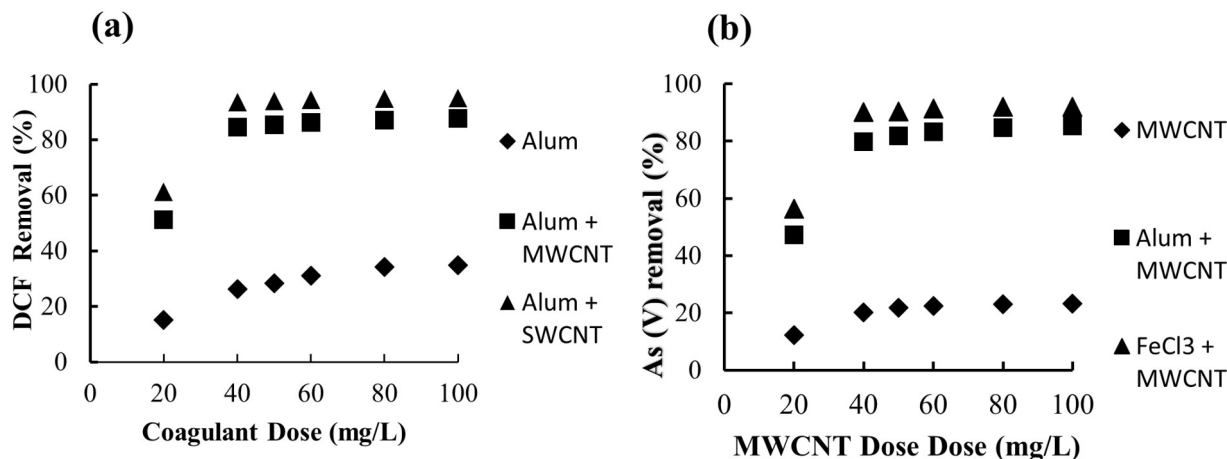 (a)
DCF Removal (%)
100
80
60
40
20
0
0 20 40 60 80 100
Coagulant Dose (mg/L)
Alum
Alum +
MWCNT
Alum +
SWCNT
(b)
As (V) removal (%)
100
80
60
40
20
0
0 20 40 60 80 100
MWCNT Dose Dose (mg/L)
MWCNT
Alum +
MWCNT
FeCl3 +
MWCNT